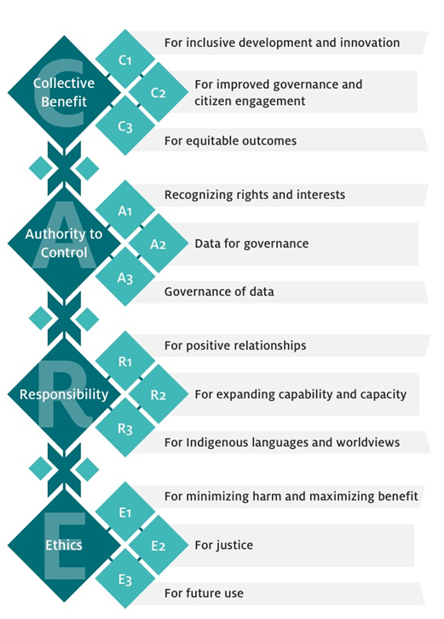 C
Collective
Benefit
C1
For inclusive development and innovation
C2
For improved governance and
citizen engagement
C3
For equitable outcomes
A
Authority to
Control
A1
Recognizing rights and interests
A2
Data for governance
A3
Governance of data
R
Responsibility
R1
For positive relationships
R2
For expanding capability and capacity
R3
For Indigenous languages and worldviews
E
Ethics
E1
For minimizing harm and maximizing benefit
E2
For justice
E3
For future use